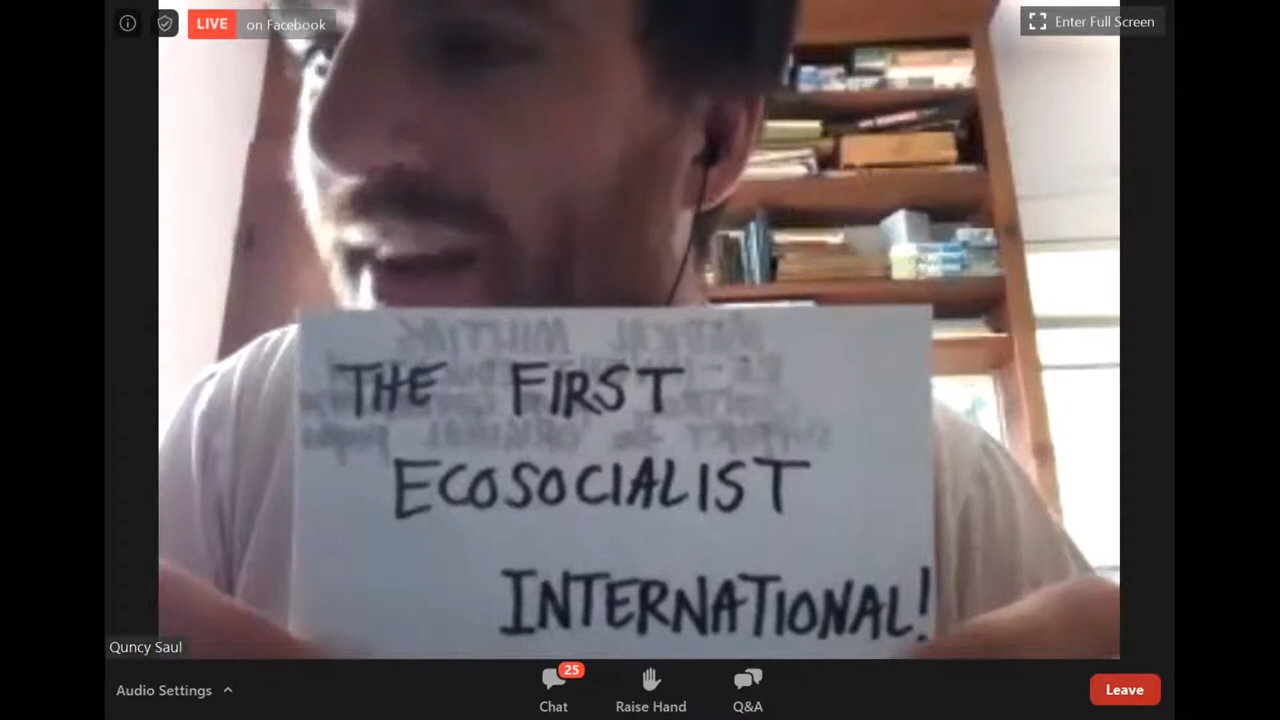 LIVE on Facebook
Enter Full Screen
THE FIRST
ECOSOCIALIST
INTERNATIONAL!
Quncy Saul
Audio Settings
25
Chat
Raise Hand
Q&A
Leave